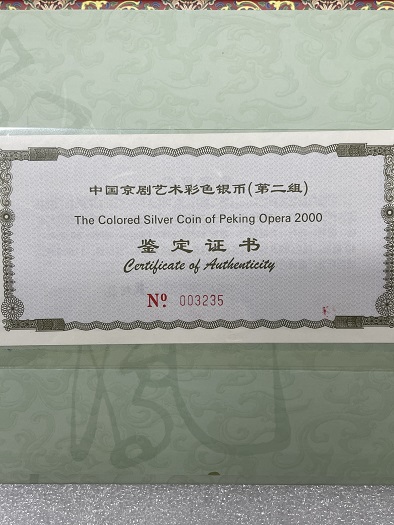 中国京剧艺术彩色银币(第二组)
The Colored Silver Coin of Peking Opera 2000
鉴定证书
Certificate of Authenticity
Nº. 003235